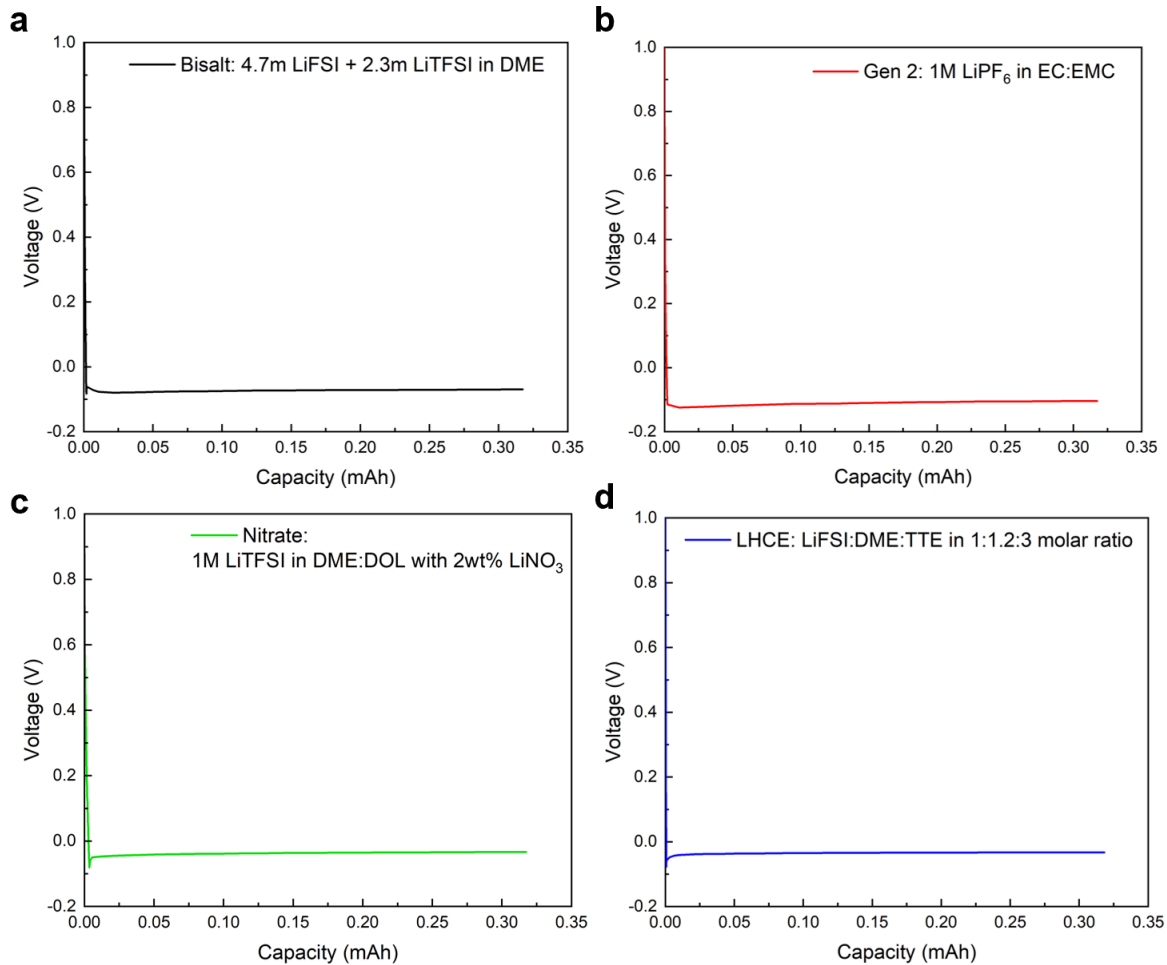 a
Bisalt: 4.7m LiFSI + 2.3m LiTFSI in DME
1.0
0.8
0.6
0.4
0.2
0.0
-0.2
Voltage (V)
0.00 0.05 0.10 0.15 0.20 0.25 0.30 0.35
Capacity (mAh)
b
Gen 2: 1M LiPF₆ in EC:EMC
1.0
0.8
0.6
0.4
0.2
0.0
-0.2
Voltage (V)
0.00 0.05 0.10 0.15 0.20 0.25 0.30 0.35
Capacity (mAh)
c
Nitrate:
1M LiTFSI in DME:DOL with 2wt% LiNO₃
1.0
0.8
0.6
0.4
0.2
0.0
-0.2
Voltage (V)
0.00 0.05 0.10 0.15 0.20 0.25 0.30 0.35
Capacity (mAh)
d
LHCE: LiFSI:DME:TTE in 1:1.2:3 molar ratio
1.0
0.8
0.6
0.4
0.2
0.0
-0.2
Voltage (V)
0.00 0.05 0.10 0.15 0.20 0.25 0.30 0.35
Capacity (mAh)